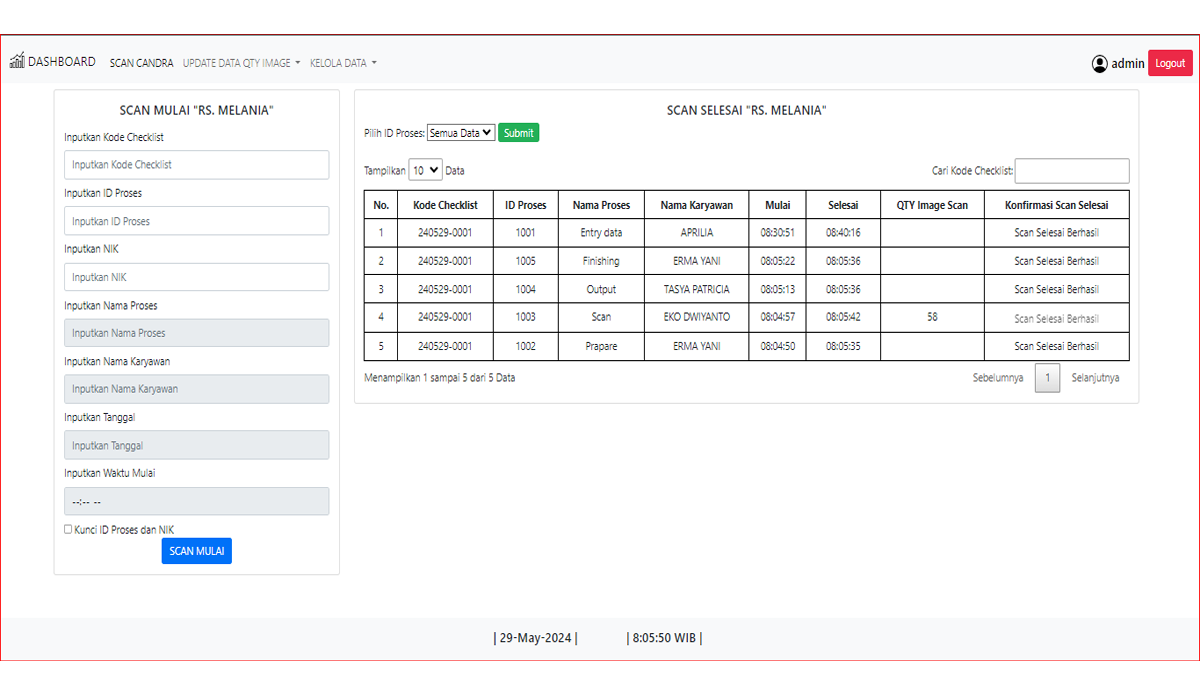 DASHBOARD SCAN CANDRA UPDATE DATA QTY IMAGE KELOLA DATA admin Logout
SCAN MULAI "RS. MELANIA"
Inputkan Kode Checklist
Inputkan Kode Checklist
Inputkan ID Proses
Inputkan ID Proses
Inputkan NIK
Inputkan NIK
Inputkan Nama Proses
Inputkan Nama Proses
Inputkan Nama Karyawan
Inputkan Nama Karyawan
Inputkan Tanggal
Inputkan Tanggal
Inputkan Waktu Mulai
--:-- --
Kunci ID Proses dan NIK
SCAN MULAI
SCAN SELESAI "RS. MELANIA"
Pilih ID Proses: Semua Data Submit
Tampilkan 10 Data Cari Kode Checklist:
No. Kode Checklist ID Proses Nama Proses Nama Karyawan Mulai Selesai QTY Image Scan Konfirmasi Scan Selesai
1 240529-0001 1001 Entry data APRILIA 08:30:51 08:40:16 Scan Selesai Berhasil
2 240529-0001 1005 Finishing ERMA YANI 08:05:22 08:05:36 Scan Selesai Berhasil
3 240529-0001 1004 Output TASYA PATRICIA 08:05:13 08:05:36 Scan Selesai Berhasil
4 240529-0001 1003 Scan EKO DWIYANTO 08:04:57 08:05:42 58 Scan Selesai Berhasil
5 240529-0001 1002 Prapare ERMA YANI 08:04:50 08:05:35 Scan Selesai Berhasil
Menampilkan 1 sampai 5 dari 5 Data Sebelumnya 1 Selanjutnya
| 29-May-2024 | | 8:05:50 WIB |